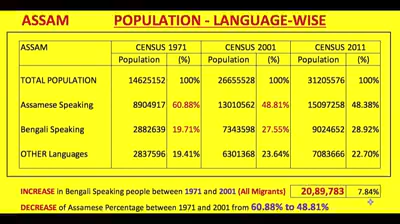 ASSAM POPULATION - LANGUAGE-WISE
ASSAM CENSUS 1971 CENSUS 2001 CENSUS 2011
Population (%) Population (%) Population (%)
TOTAL POPULATION 14625152 100% 26655528 100% 31205576 100%
Assamese Speaking 8904917 60.88% 13010562 48.81% 15097258 48.38%
Bengali Speaking 2882639 19.71% 7343598 27.55% 9024652 28.92%
OTHER Languages 2837596 19.41% 6301368 23.64% 7083666 22.70%
INCREASE in Bengali Speaking people between 1971 and 2001 (All Migrants) 20,89,783 7.84%
DECREASE of Assamese Percentage between 1971 and 2001 from 60.88% to 48.81%